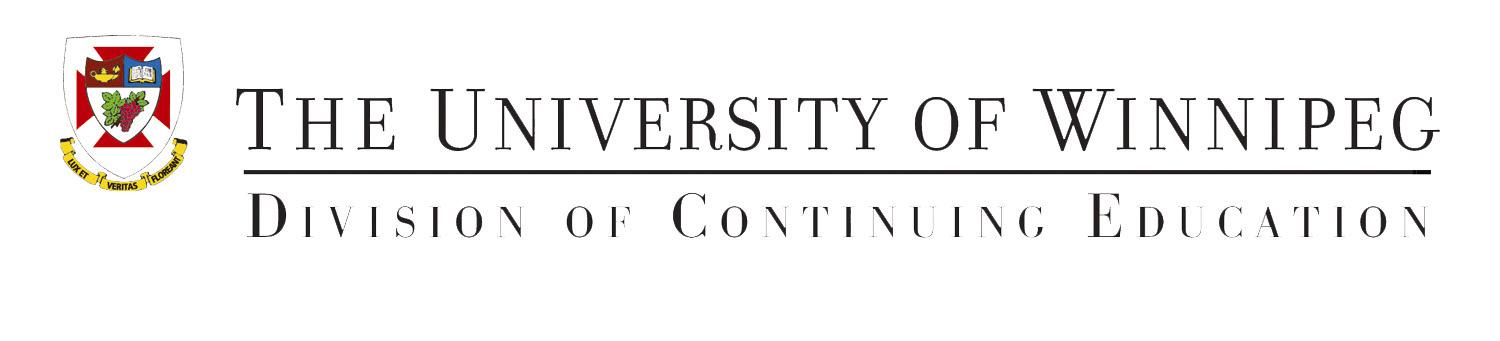 THE UNIVERSITY OF WINNIPEG
DIVISION OF CONTINUING EDUCATION
LUX ET VERITAS FLOREANT